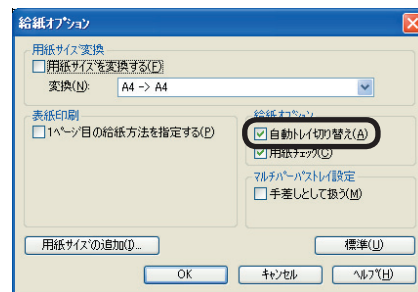 給紙オプション
用紙サイズ変換
用紙サイズを変換する(F)
変換(N):
A4 -> A4
表紙印刷
1ページ目の給紙方法を指定する(P)
給紙オプション
自動トレイ切り替え(A)
用紙チェック(C)
マルチパーパストレイ設定
手差しとして扱う(M)
用紙サイズの追加(I)...
標準(U)
OK
キャンセル
ヘルプ(H)